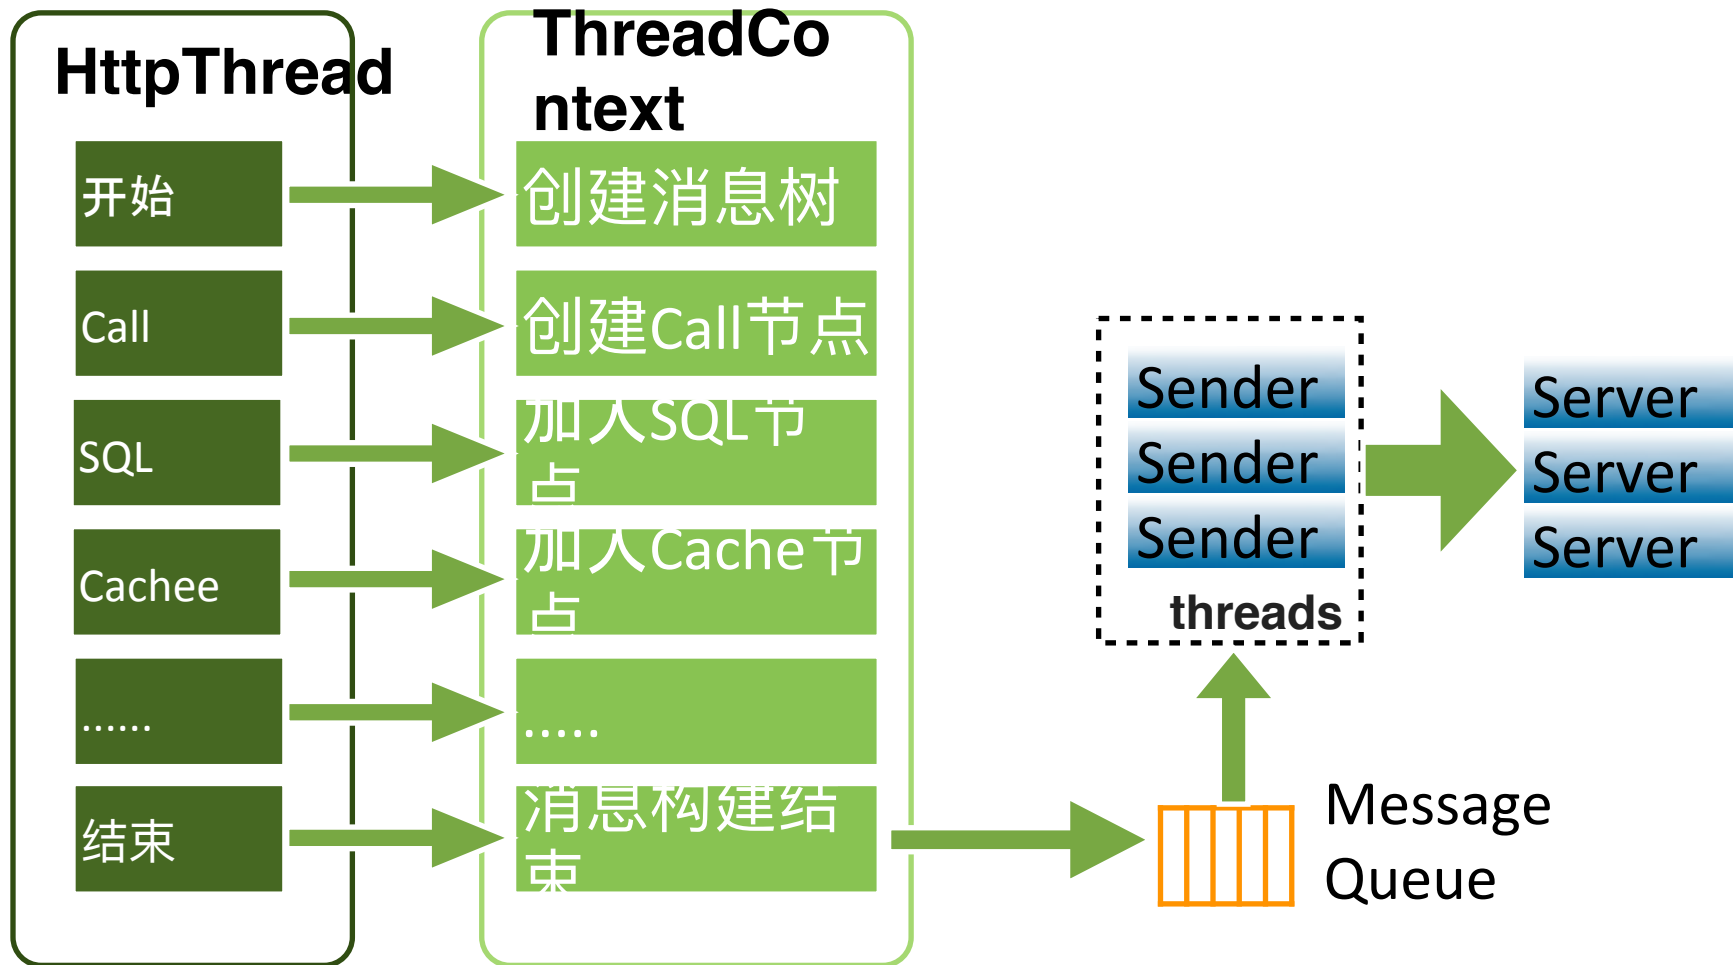 HttpThread
开始
Call
SQL
Cachee
......
结束
ThreadCo
ntext
创建消息树
创建Call节点
加入SQL节
点
加入Cache节
点
.....
消息构建结
束
Sender
Sender
Sender
threads
Server
Server
Server
Message
Queue